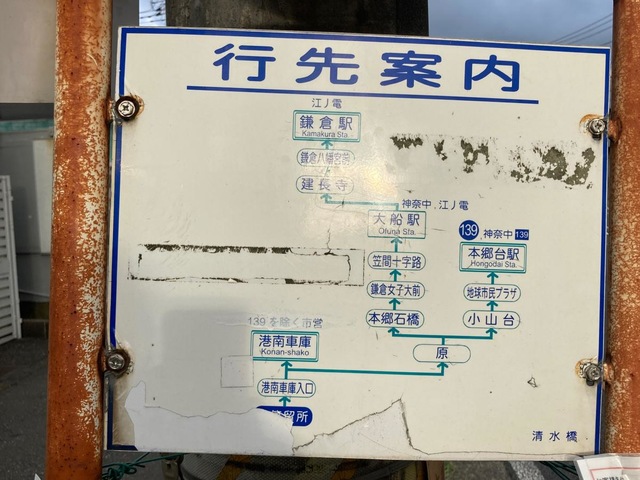 行先案内
江ノ電
鎌倉駅
Kamakura Sta.
鎌倉八幡宮前
建長寺
神奈中、江ノ電
大船駅
Ofuna Sta.
139 神奈中 139
本郷台駅
Hongodai Sta.
笠間十字路
鎌倉女子大前
地球市民プラザ
本郷石橋
小山台
139を除く市営
港南車庫
Konan-shako
原
港南車庫入口
留所
清水橋